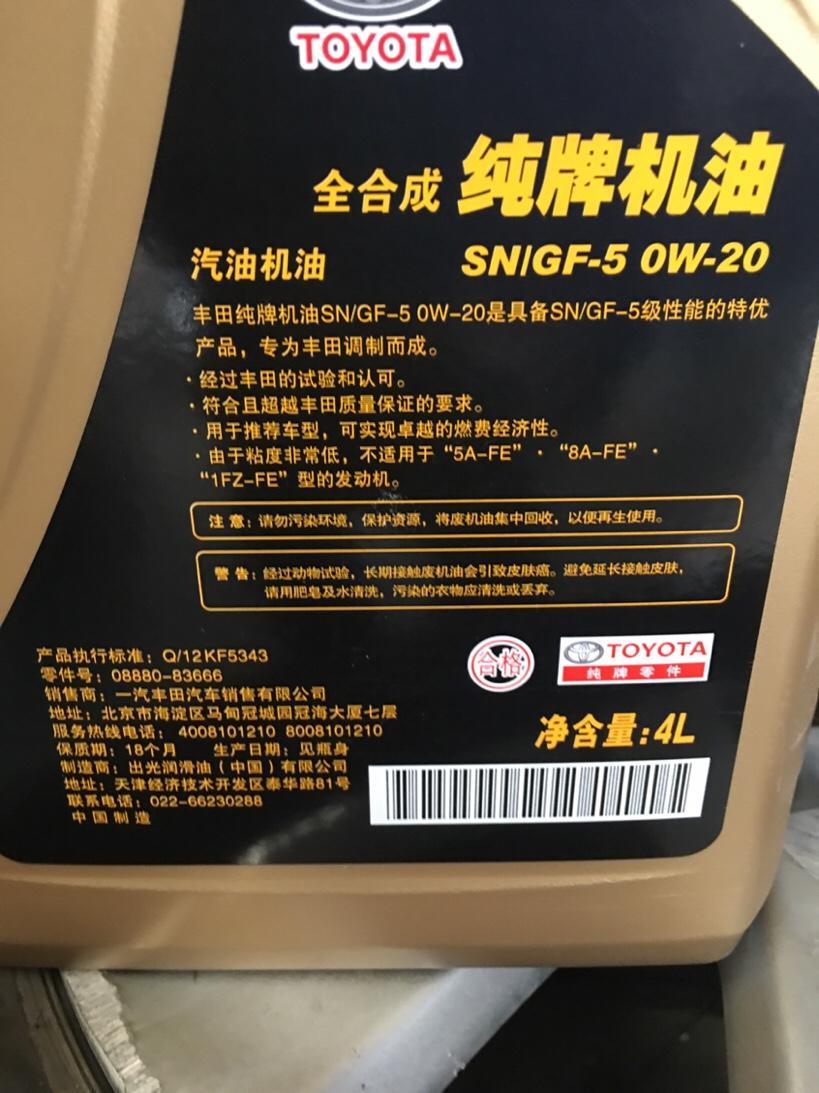 TOYOTA
全合成 纯牌机油
汽油机油 SN/GF-5 0W-20
丰田纯牌机油SN/GF-5 0W-20是具备SN/GF-5级性能的特优
产品，专为丰田调制而成。
·经过丰田的试验和认可。
·符合且超越丰田质量保证的要求。
·用于推荐车型，可实现卓越的燃费经济性。
·由于粘度非常低，不适用于“5A-FE”·“8A-FE”·
“1FZ-FE”型的发动机。
注意：请勿污染环境，保护资源，将废机油集中回收，以便再生使用。
警告：经过动物试验，长期接触废机油会引致皮肤癌。避免延长接触皮肤，
请用肥皂及水清洗，污染的衣物应清洗或丢弃。
产品执行标准：Q/12KF5343
零件号：08880-83666
销售商：一汽丰田汽车销售有限公司
地址：北京市海淀区马甸冠城园冠海大厦七层
服务热线电话：4008101210 8008101210
保质期：18个月 生产日期：见瓶身
制造商：出光润滑油（中国）有限公司
地址：天津经济技术开发区泰华路81号
联系电话：022-66230288
中国制造
合格
TOYOTA
纯牌零件
净含量:4L